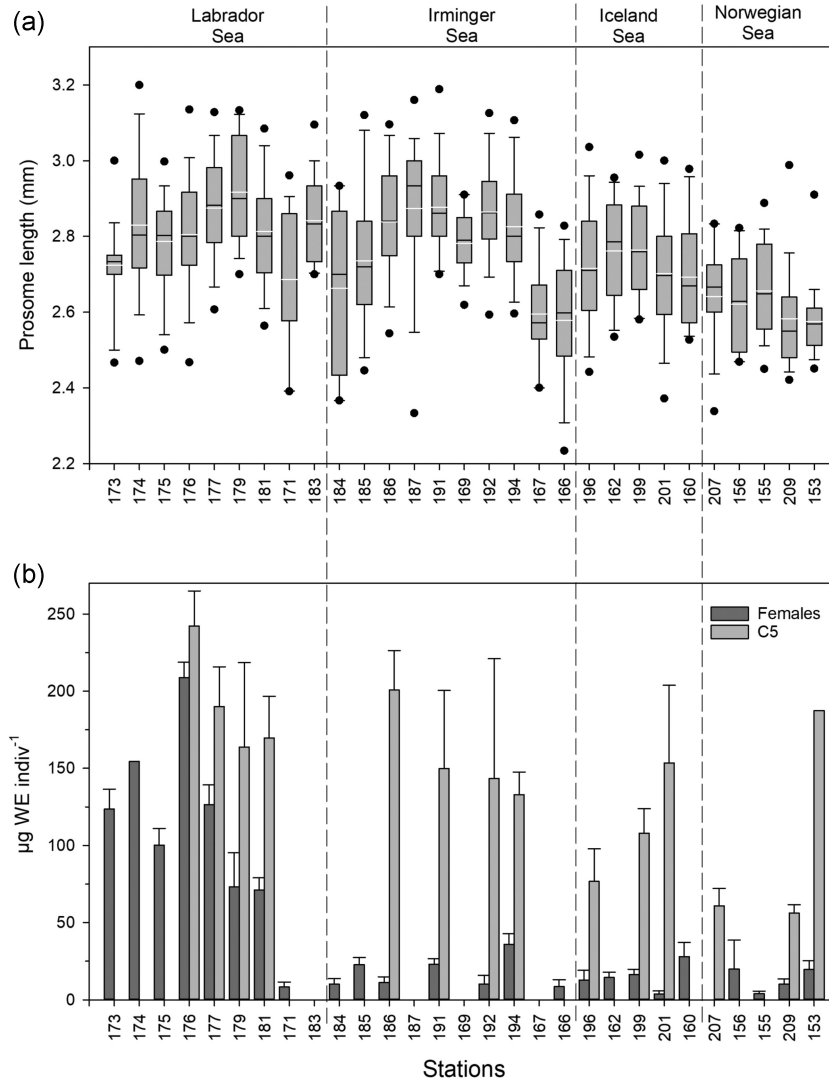 (a)
Labrador Sea
Irminger Sea
Iceland Sea
Norwegian Sea
Prosome length (mm)
3.2
3.0
2.8
2.6
2.4
2.2
173 174 175 176 177 179 181 171 183 184 185 186 187 191 169 192 194 167 166 196 162 199 201 160 207 156 155 209 153
(b)
Females
C5
µg WE indiv-1
250
200
150
100
50
0
173 174 175 176 177 179 181 171 183 184 185 186 187 191 169 192 194 167 166 196 162 199 201 160 207 156 155 209 153
Stations